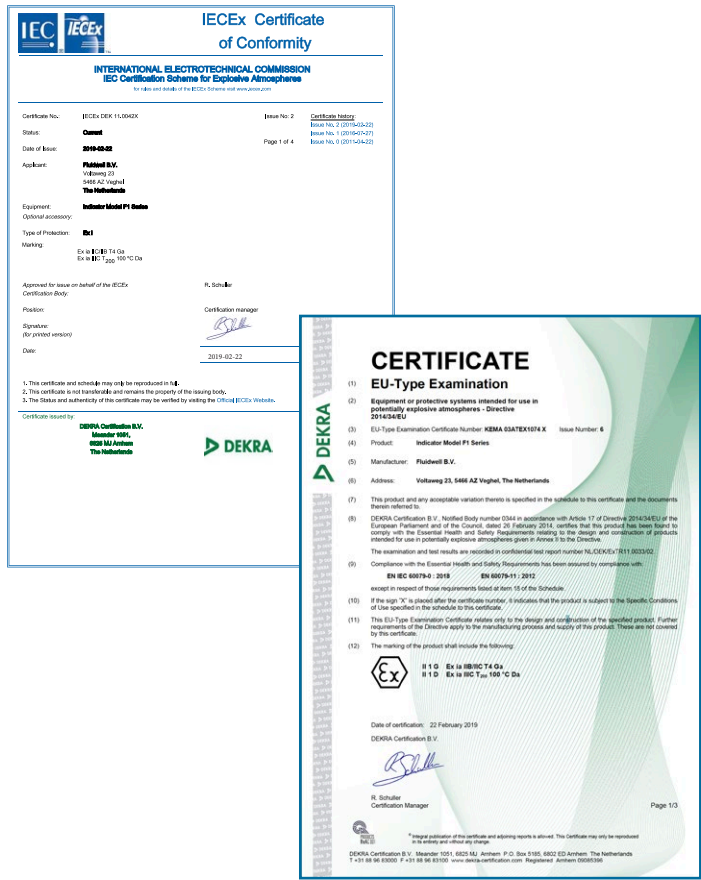 IEC
IECEx
IECEx Certificate
of Conformity
INTERNATIONAL ELECTROTECHNICAL COMMISSION
IEC Certification Scheme for Explosive Atmospheres
for rules and details of the IECEx Scheme visit www.iecex.com
Certificate No.: IECEx DEK 11.0042X Issue No: 2 Certificate history:
Issue No. 2 (2019-02-22)
Status: Current Issue No. 1 (2016-07-27)
Page 1 of 4 Issue No. 0 (2011-04-22)
Date of Issue: 2019-02-22
Applicant: Fluidwell B.V.
Voltaweg 23
5466 AZ Veghel
The Netherlands
Equipment: Indicator Model F1 Series
Optional accessory:
Type of Protection: Ex i
Marking:
Ex ia IIC/IIB T4 Ga
Ex ia IIIC T200 100 °C Da
Approved for issue on behalf of the IECEx R. Schuller
Certification Body:
Position: Certification manager
Signature:
(for printed version)
Date: 2019-02-22
1. This certificate and schedule may only be reproduced in full.
2. This certificate is not transferable and remains the property of the issuing body.
3. The Status and authenticity of this certificate may be verified by visiting the Official IECEx Website.
Certificate issued by:
DEKRA Certification B.V.
Meander 1051,
6825 MJ Arnhem
The Netherlands
DEKRA
DEKRA
CERTIFICATE
(1) EU-Type Examination
(2) Equipment or protective systems intended for use in
potentially explosive atmospheres - Directive
2014/34/EU
(3) EU-Type Examination Certificate Number: KEMA 03ATEX1074 X Issue Number: 6
(4) Product: Indicator Model F1 Series
(5) Manufacturer: Fluidwell B.V.
(6) Address: Voltaweg 23, 5466 AZ Veghel, The Netherlands
(7) This product and any acceptable variation thereto is specified in the schedule to this certificate and the documents
therein referred to.
(8) DEKRA Certification B.V., Notified Body number 0344 in accordance with Article 17 of Directive 2014/34/EU of the
European Parliament and of the Council, dated 26 February 2014, certifies that this product has been found to
comply with the Essential Health and Safety Requirements relating to the design and construction of products
intended for use in potentially explosive atmospheres given in Annex II to the Directive.
The examination and test results are recorded in confidential test report number NL/DEK/ExTR11.0033/02.
(9) Compliance with the Essential Health and Safety Requirements has been assured by compliance with:
EN IEC 60079-0 : 2018 EN 60079-11 : 2012
except in respect of those requirements listed at item 18 of the Schedule.
(10) If the sign "X" is placed after the certificate number, it indicates that the product is subject to the Specific Conditions
of Use specified in the schedule to this certificate.
(11) This EU-Type Examination Certificate relates only to the design and construction of the specified product. Further
requirements of the Directive apply to the manufacturing process and supply of this product. These are not covered
by this certificate.
(12) The marking of the product shall include the following:
Ex
II 1 G Ex ia IIB/IIC T4 Ga
II 1 D Ex ia IIIC T200 100 °C Da
Date of certification: 22 February 2019
DEKRA Certification B.V.
R. Schuller
Certification Manager Page 1/3
Integral publication of this certificate and adjoining reports is allowed. This Certificate may only be reproduced
in its entirety and without any change.
DEKRA Certification B.V. Meander 1051, 6825 MJ Arnhem P.O. Box 5185, 6802 ED Arnhem The Netherlands
T +31 88 96 83000 F +31 88 96 83100 www.dekra-certification.com Registered Arnhem 09085396